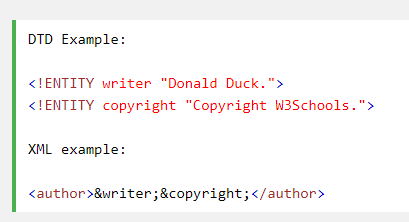 DTD Example:
<!ENTITY writer "Donald Duck.">
<!ENTITY copyright "Copyright W3Schools.">
XML example:
<author>&writer;&copyright;</author>